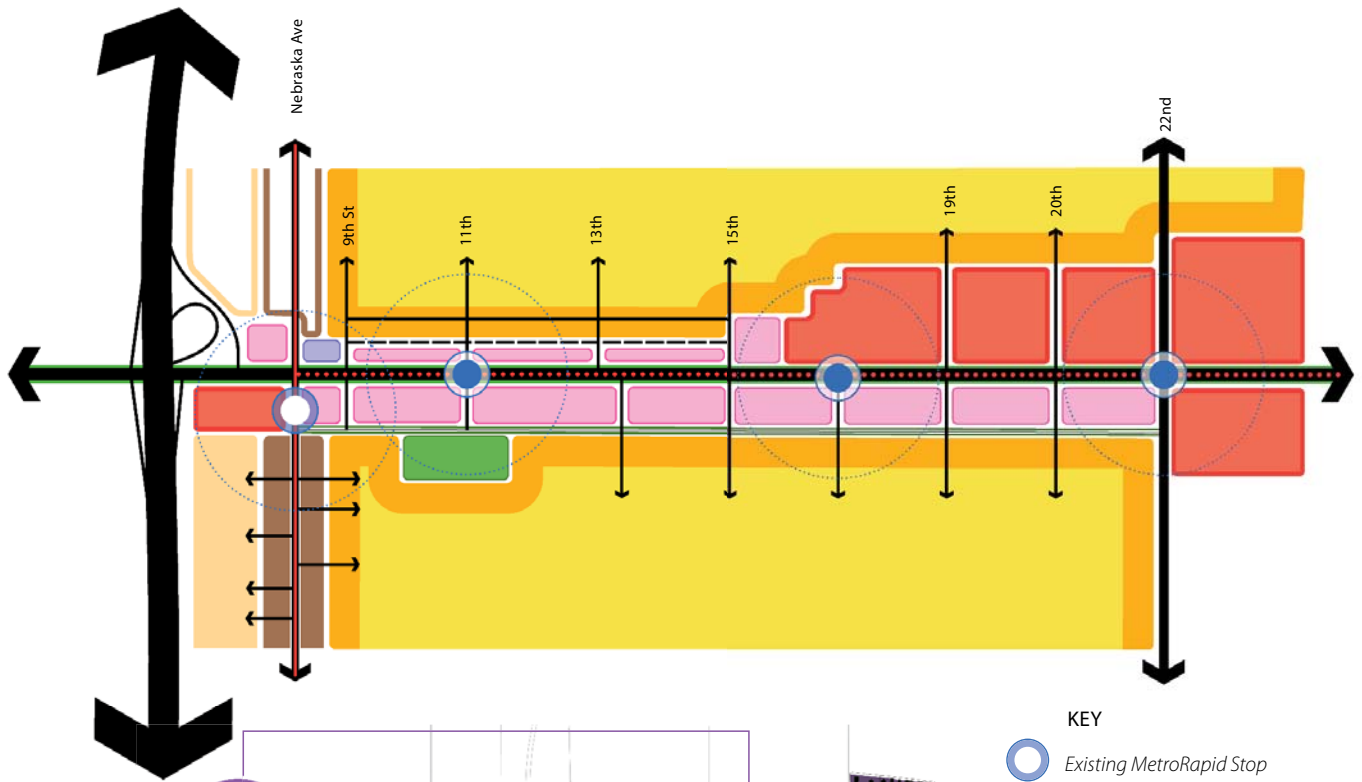 Nebraska Ave
9th St
11th
13th
15th
19th
20th
22nd
KEY
Existing MetroRapid Stop